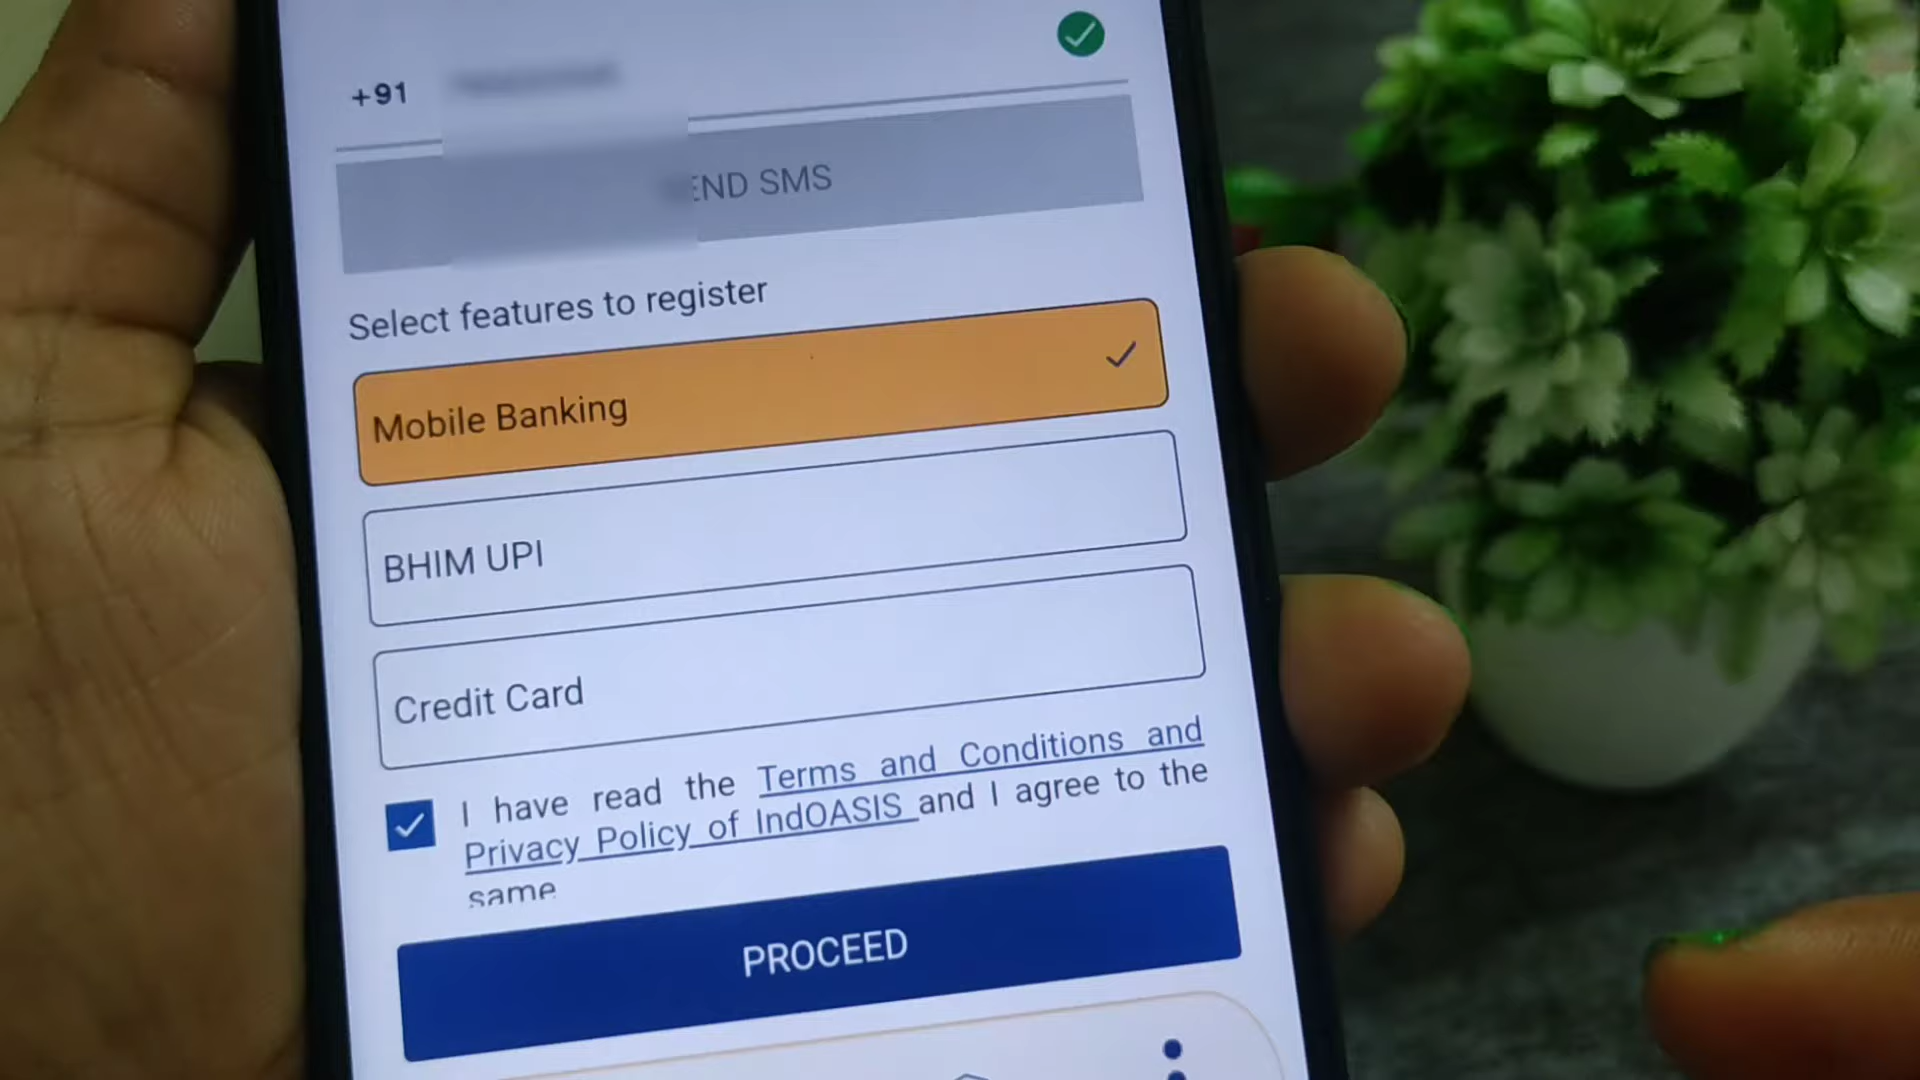 +91
END SMS
Select features to register
Mobile Banking
BHIM UPI
Credit Card
I have read the Terms and Conditions and
Privacy Policy of IndOASIS and I agree to the
same
PROCEED